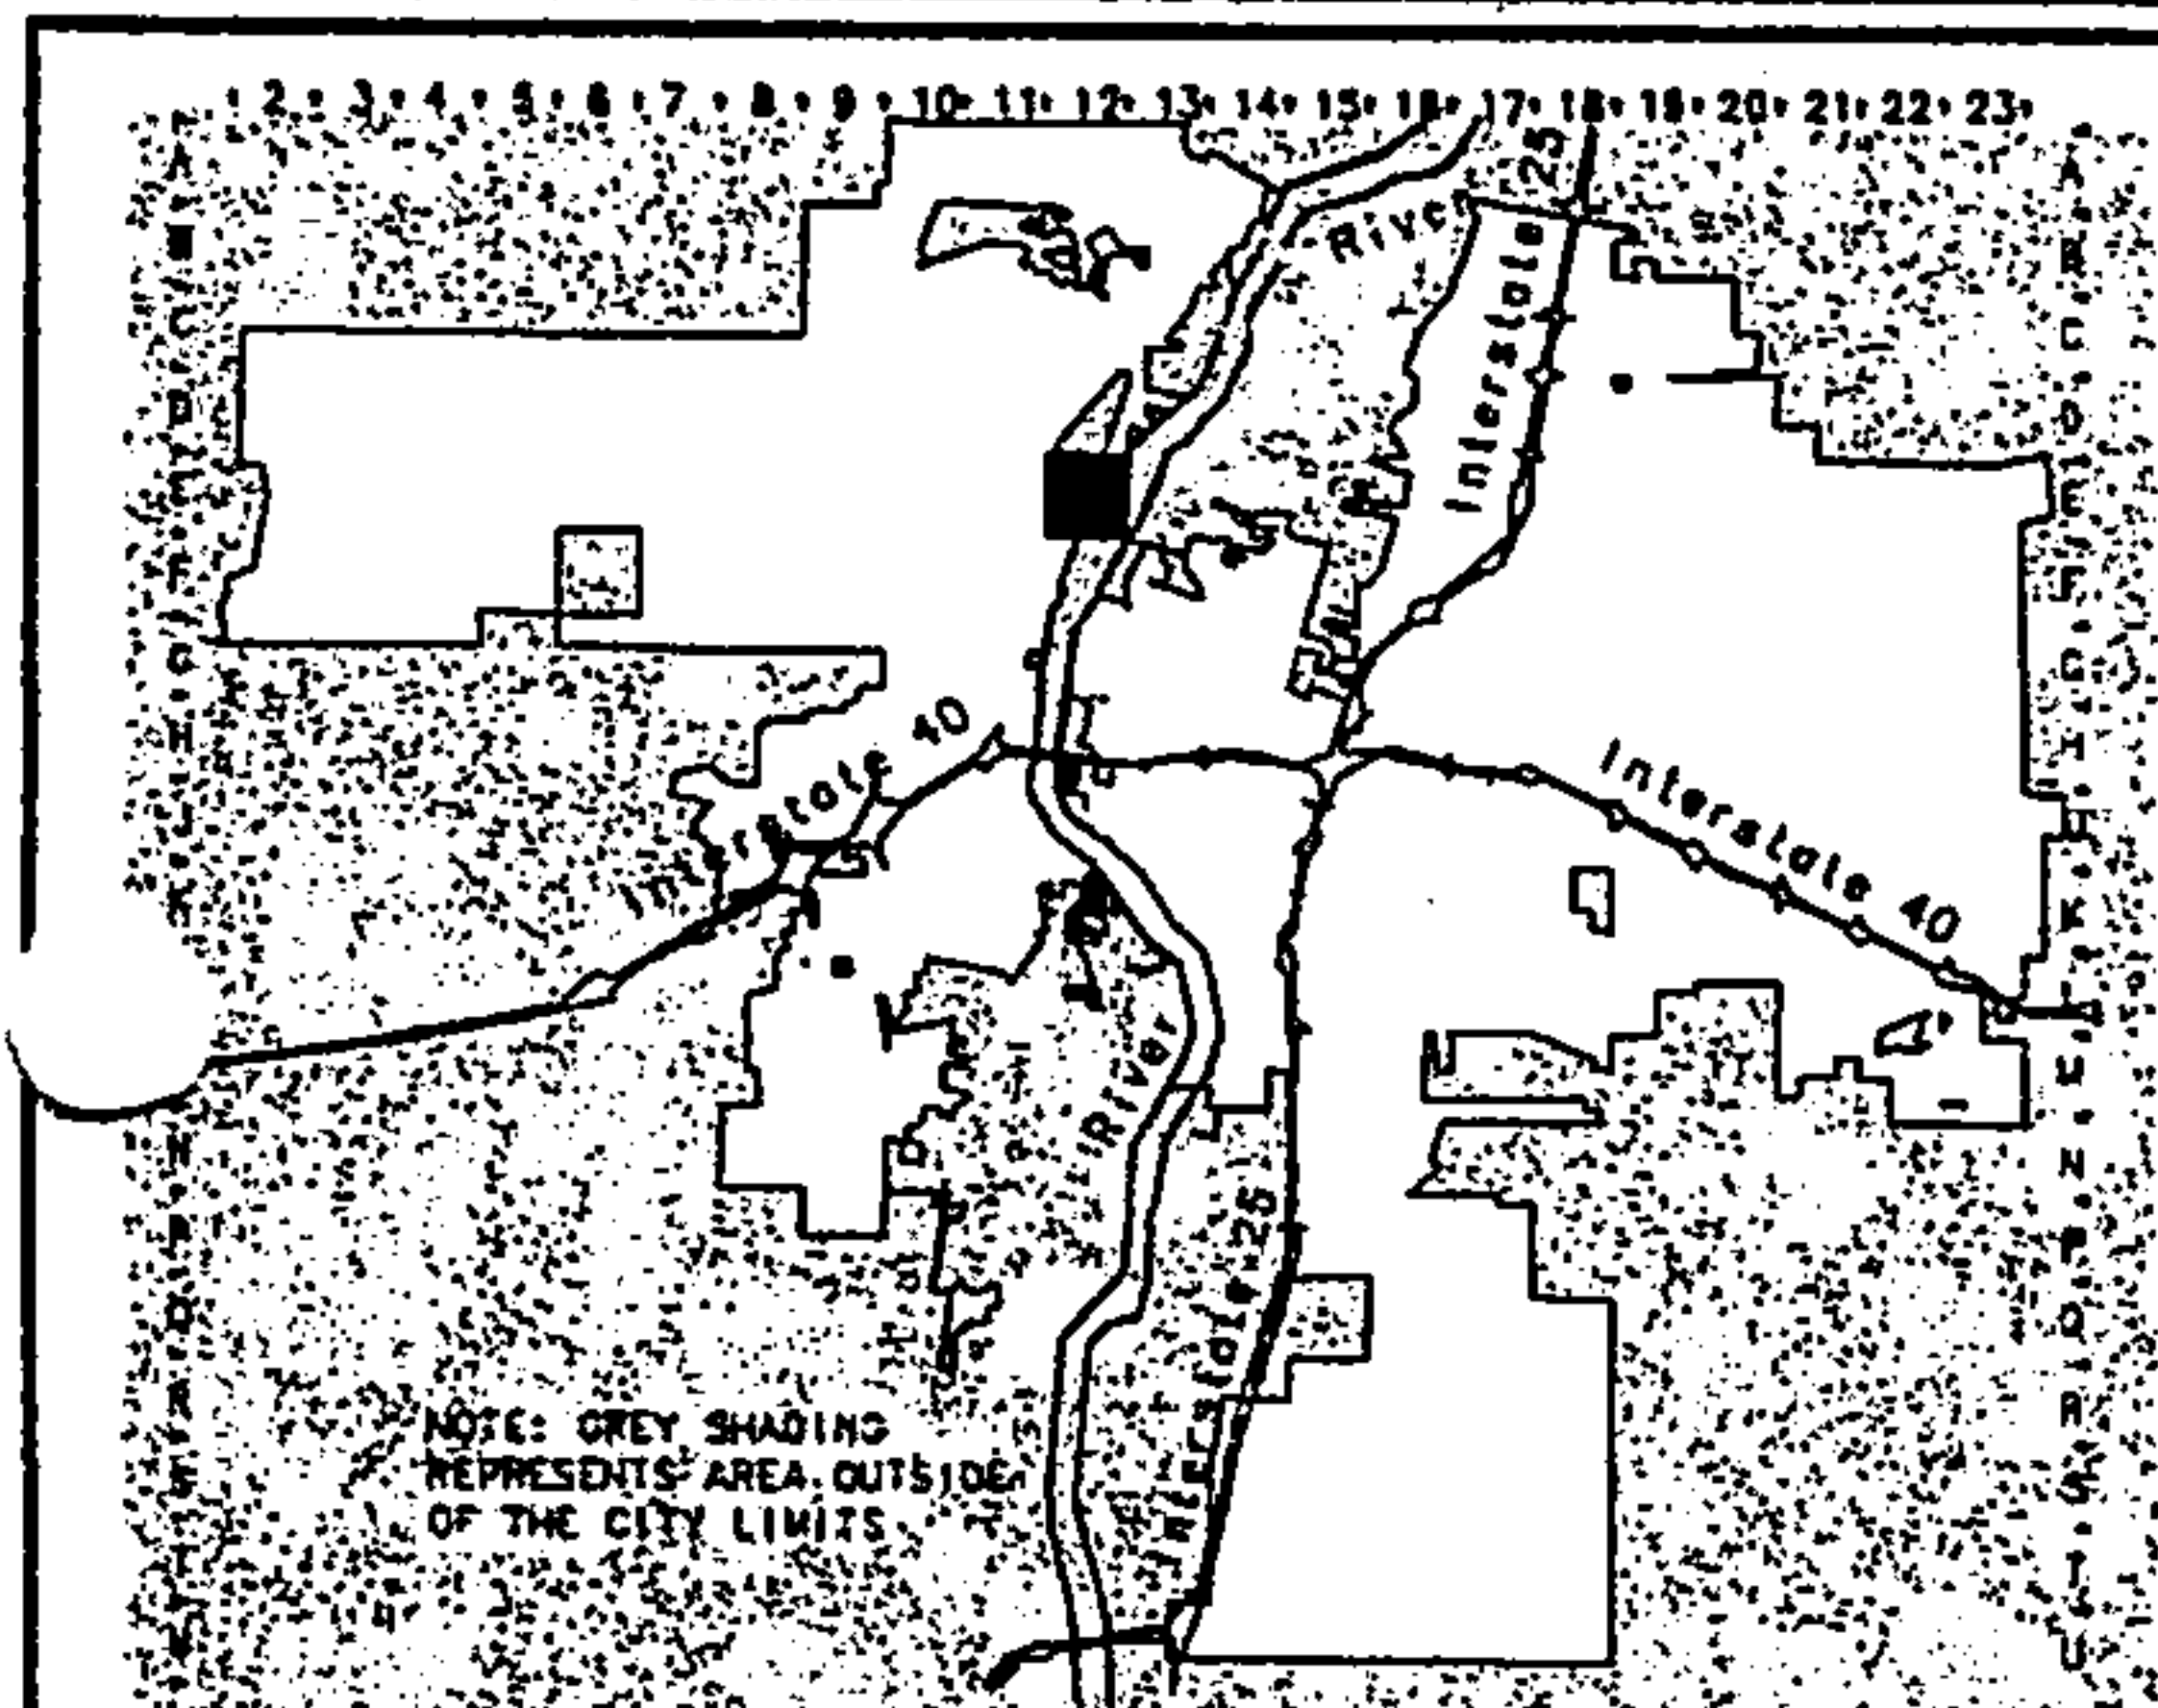 2 3 4 5 6 7 8 9 10 11 12 13 14 15 16 17 18 19 20 21 22 23
Interstate 25
River
Interstate 40
Interstate 40
River
Interstate 25
NOTE: GREY SHADING
REPRESENTS AREA OUTSIDE
OF THE CITY LIMITS
A B C D E F G H J K L M N P Q R S T U